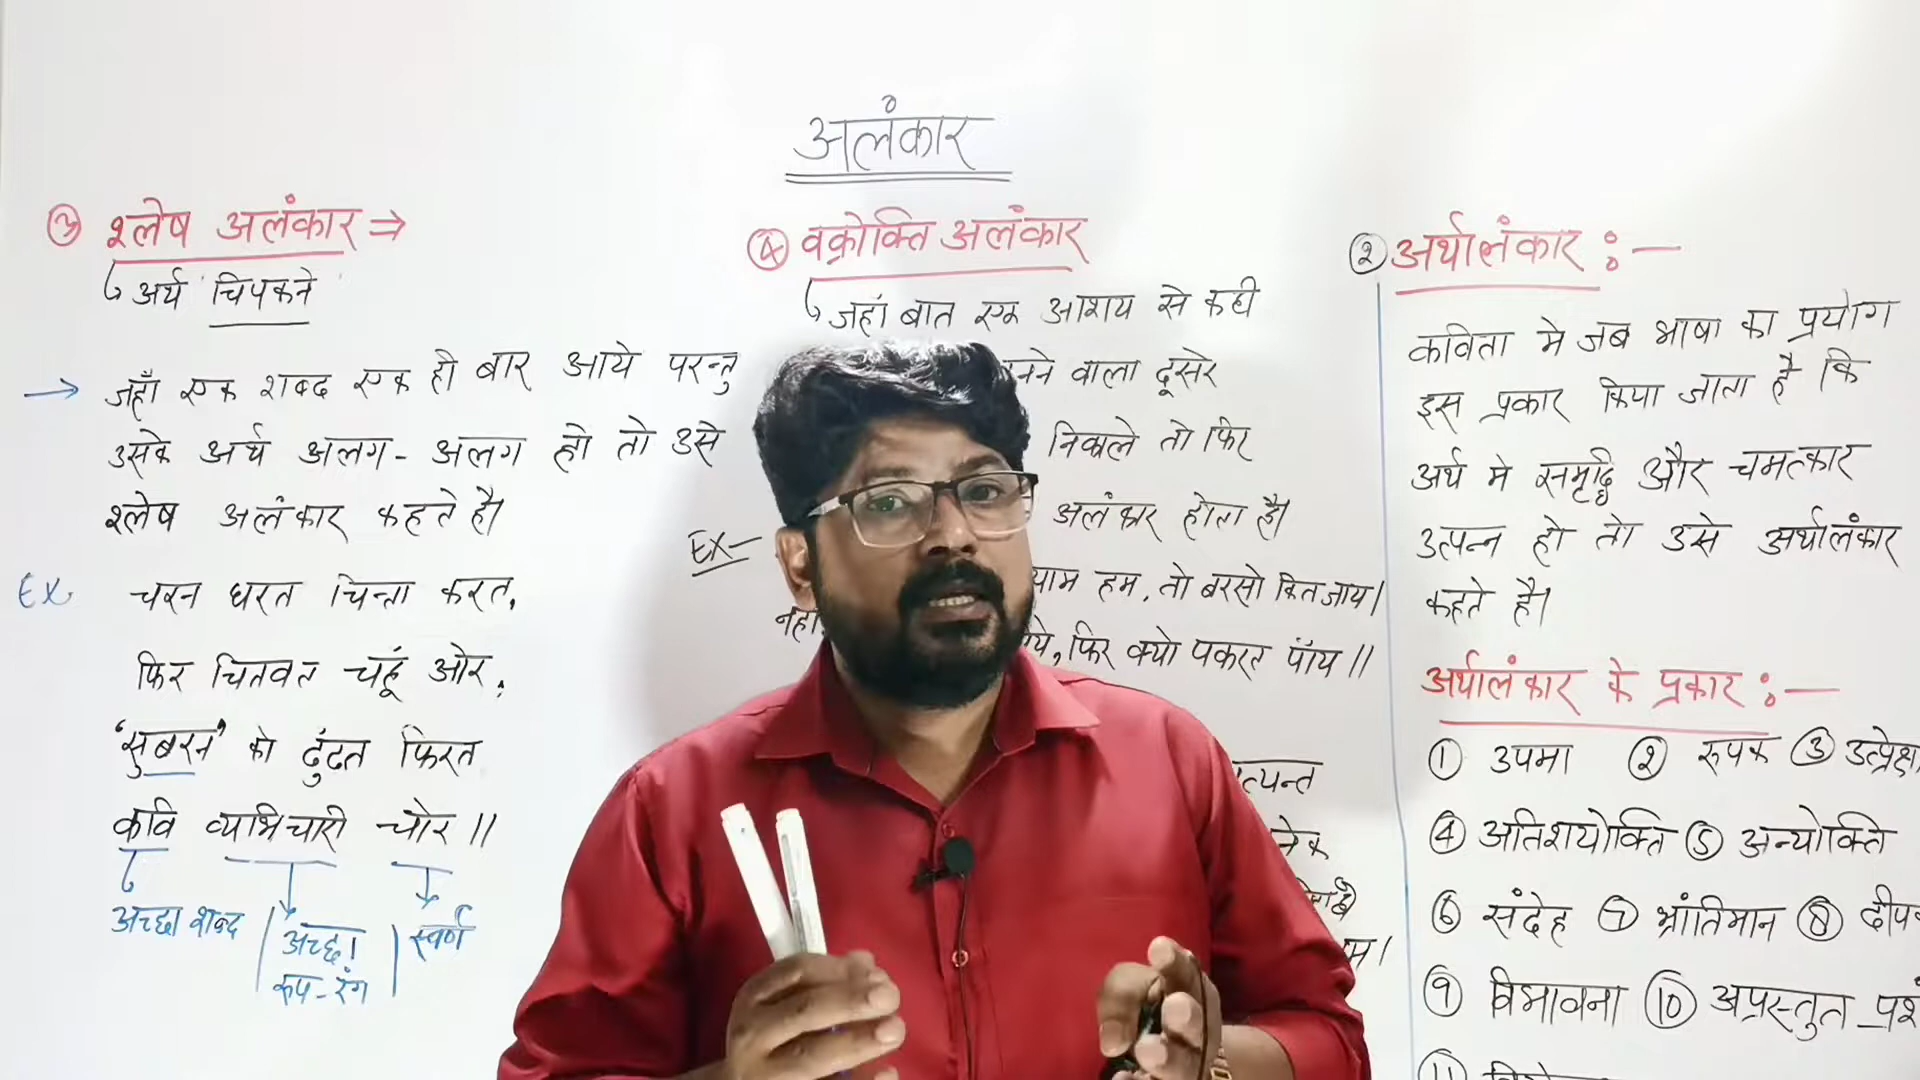 अलंकार
③ श्लेष अलंकार ⇒
↳ अर्थ 'चिपकने'
→ जहाँ एक शब्द एक ही बार आये परन्तु
उसके अर्थ अलग-अलग हो तो उसे
श्लेष अलंकार कहते है।
Ex. चरन धरत चिन्ता करत,
फिर चितवत चहूं ओर,
'सुबरन' को ढुंढत फिरत
कवि व्यभिचारी चोर ॥
अच्छा शब्द | अच्छा | स्वर्ण
रूप-रंग
④ वक्रोक्ति अलंकार
↳ जहाँ बात एक आशय से कही
वाला दूसरे
निकाले तो फिर
अलंकार होता है।
Ex- हम, तो बरसो कित जाय।
फिर क्यो पकरत पॉय ॥
② अर्थालंकार :—
कविता मे जब भाषा का प्रयोग
इस प्रकार किया जाता है कि
अर्थ मे समृद्धि और चमत्कार
उत्पन्न हो तो उसे अर्थालंकार
कहते है।
अर्थालंकार के प्रकार :—
① उपमा ② रूपक ③ उत्प्रेक्षा
④ अतिशयोक्ति ⑤ अन्योक्ति
⑥ संदेह ⑦ भ्रांतिमान ⑧
⑨ विभावना ⑩ अप्रस्तुत
⑪